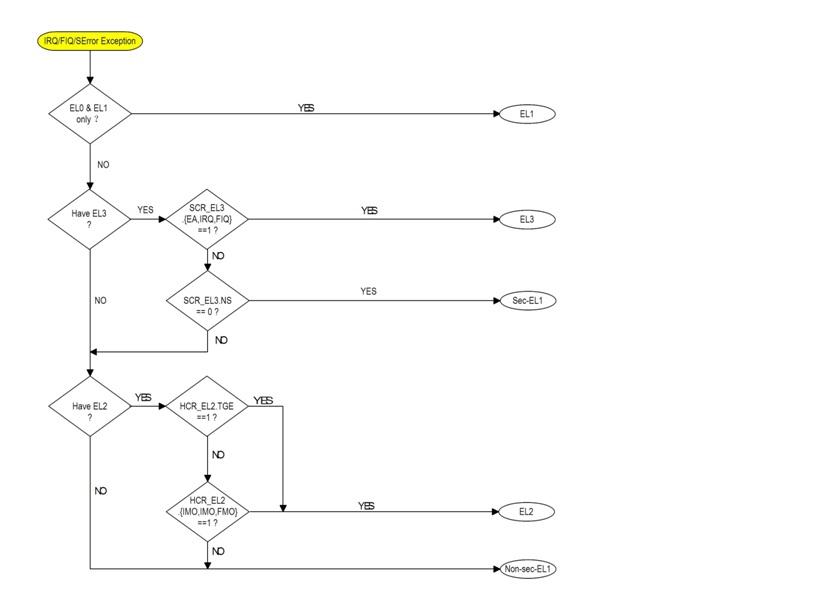 IRQ/FIQ/SError Exception
EL0 & EL1
only ?
YES
EL1
NO
Have EL3
?
YES
SCR_EL3
.{EA,IRQ,FIQ}
==1 ?
YES
EL3
NO
NO
SCR_EL3.NS
== 0 ?
YES
Sec-EL1
NO
Have EL2
?
YES
HCR_EL2.TGE
==1 ?
YES
NO
NO
HCR_EL2
.{IMO,IMO,FMO}
==1 ?
YES
EL2
NO
Non-sec-EL1